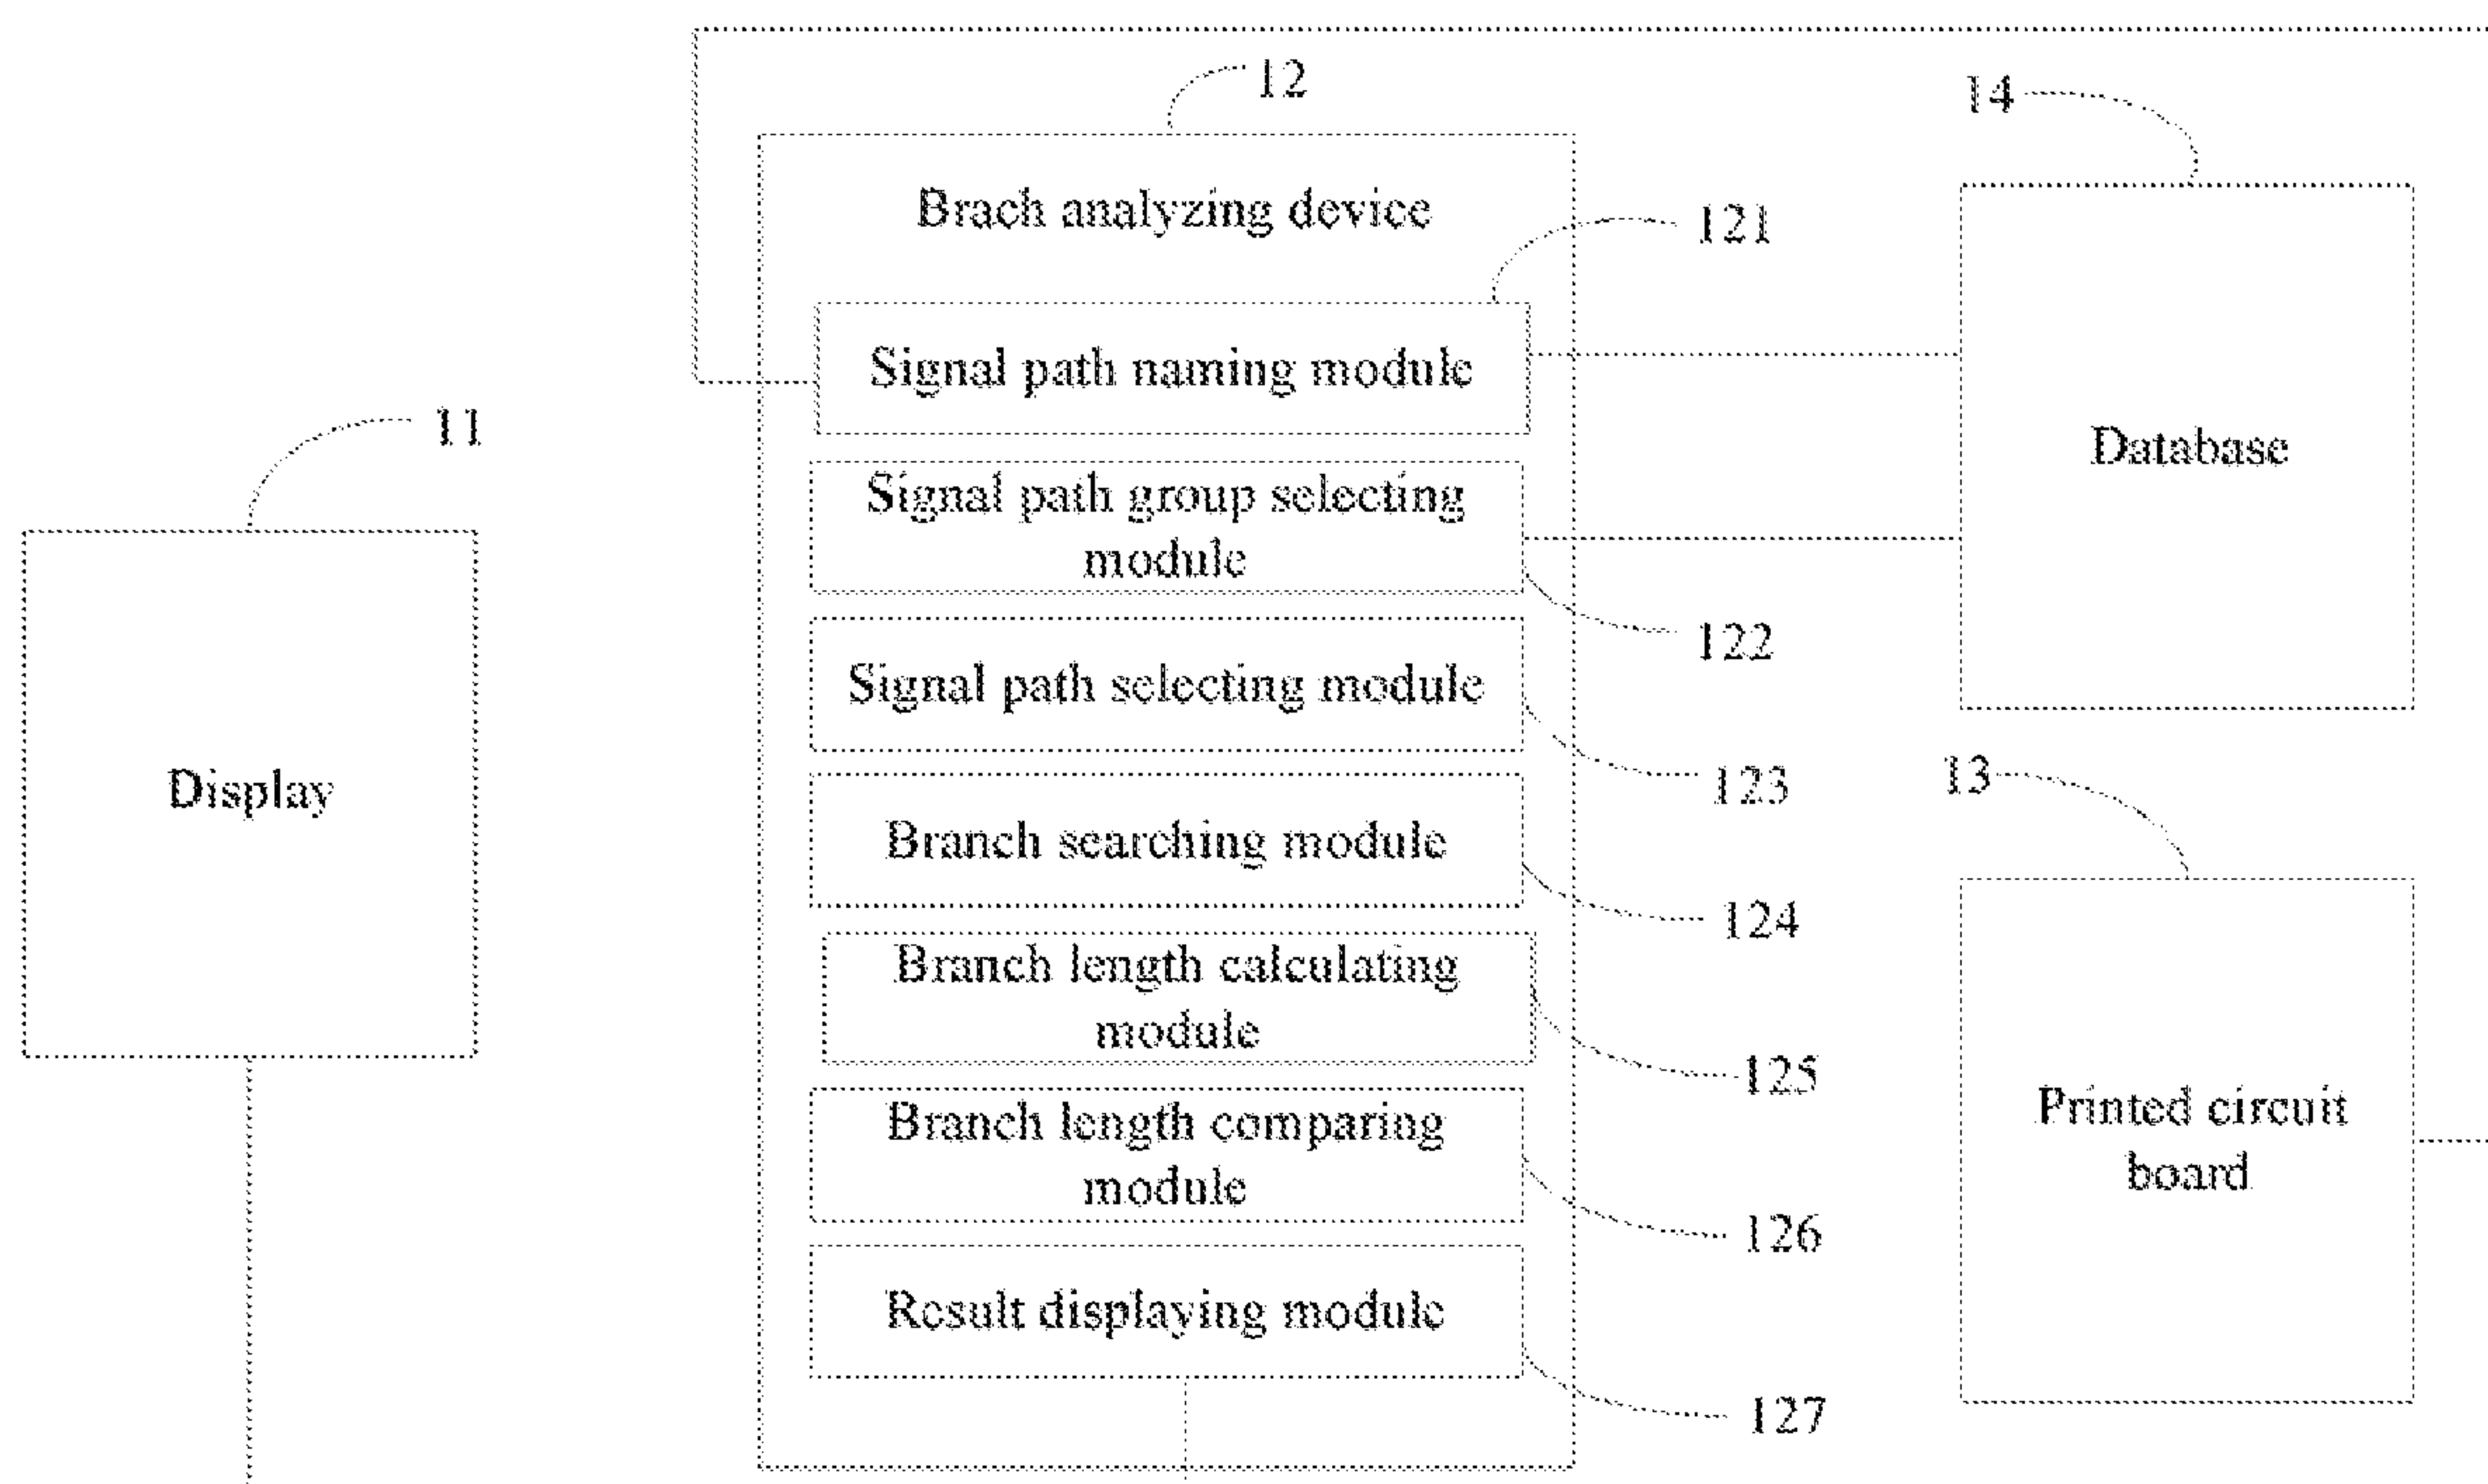 12
14
Brach analyzing device
121
Signal path naming module
11
Database
Signal path group selecting
module
122
Signal path selecting module
123
13
Display
Branch searching module
124
Branch length calculating
module
125
Printed circuit
board
Branch length comparing
module
126
Result displaying module
127